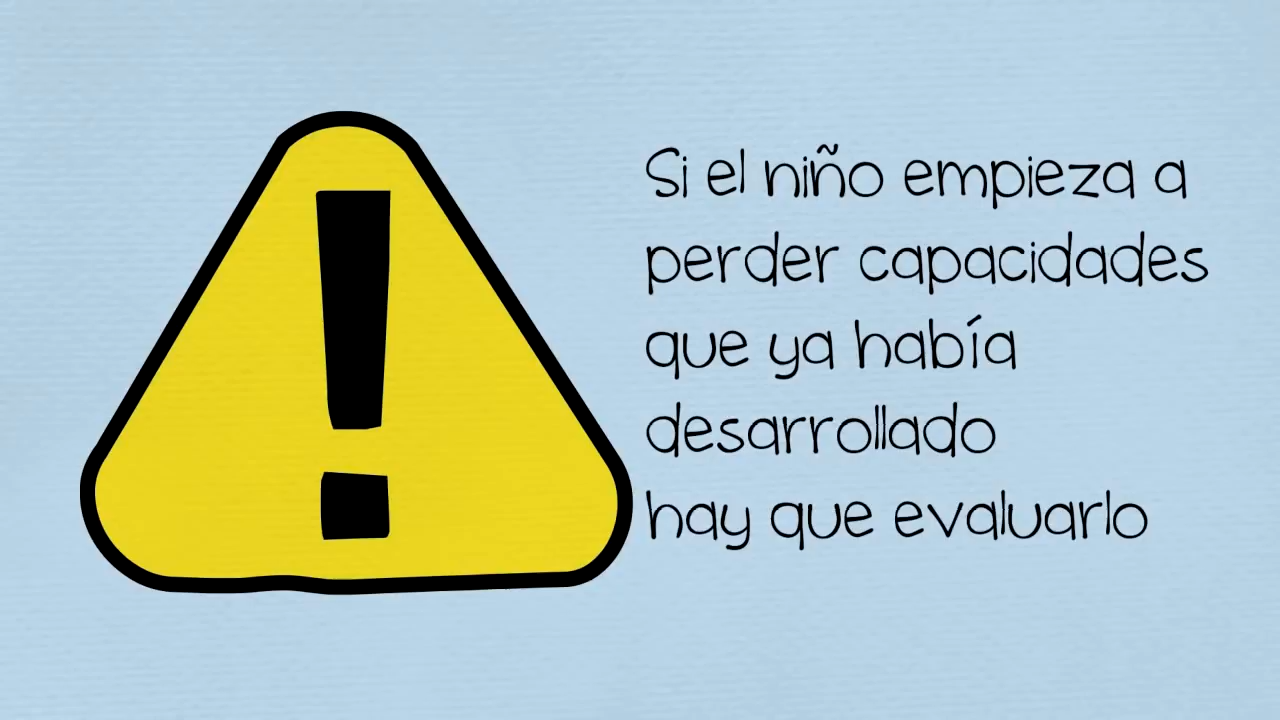 Si el niño empieza a
perder capacidades
que ya había
desarrollado
hay que evaluarlo